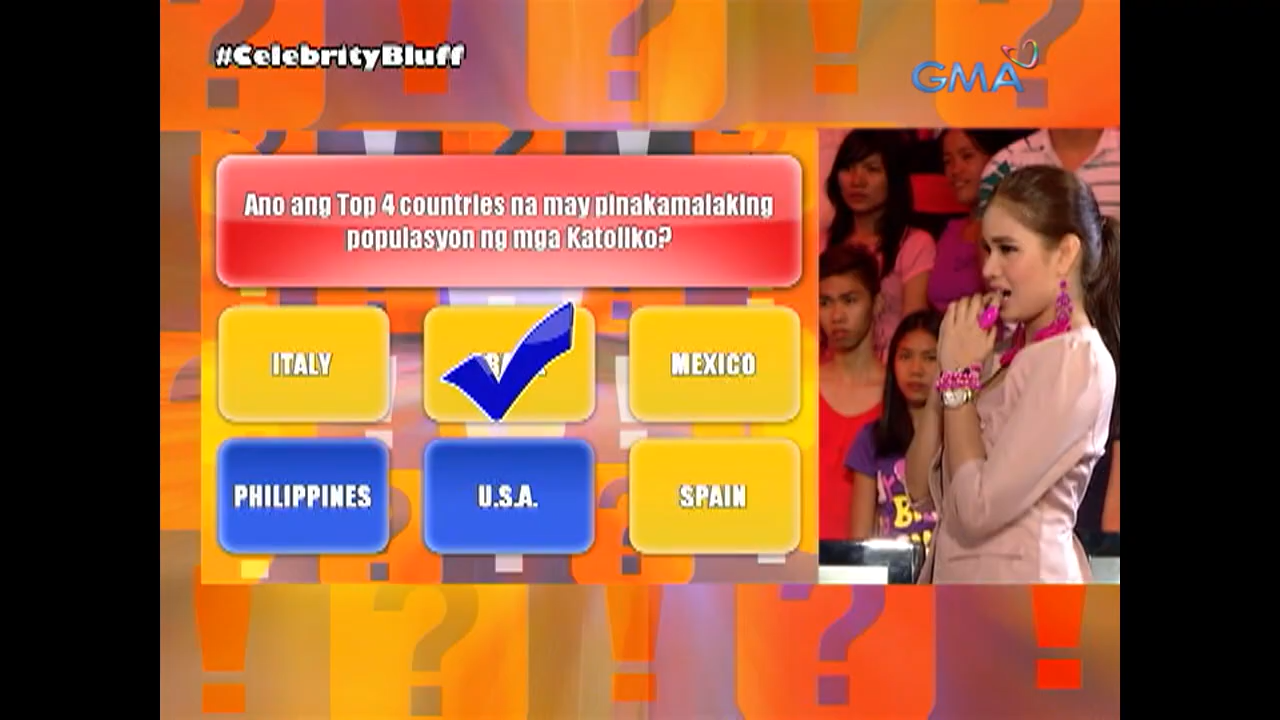 #CelebrityBluff
GMA
Ano ang Top 4 countries na may pinakamalaking
populasyon ng mga Katoliko?
ITALY
MEXICO
PHILIPPINES
U.S.A.
SPAIN